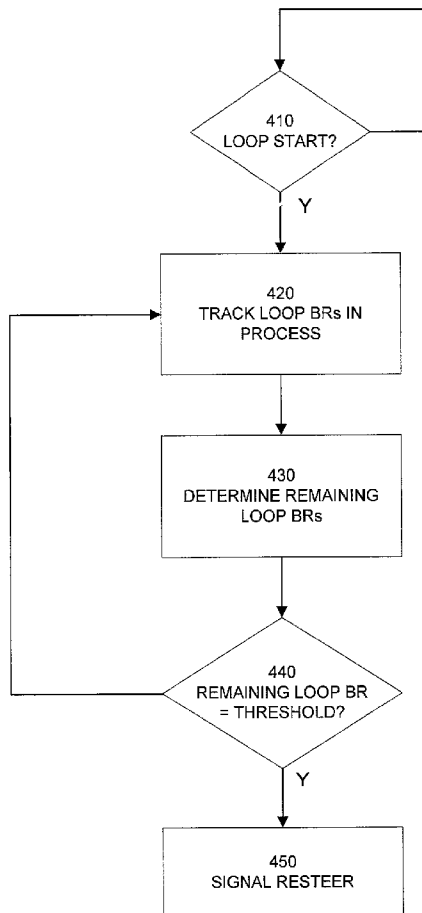 410
LOOP START?
Y
420
TRACK LOOP BRs IN
PROCESS
430
DETERMINE REMAINING
LOOP BRs
440
REMAINING LOOP BR
= THRESHOLD?
Y
450
SIGNAL RESTEER